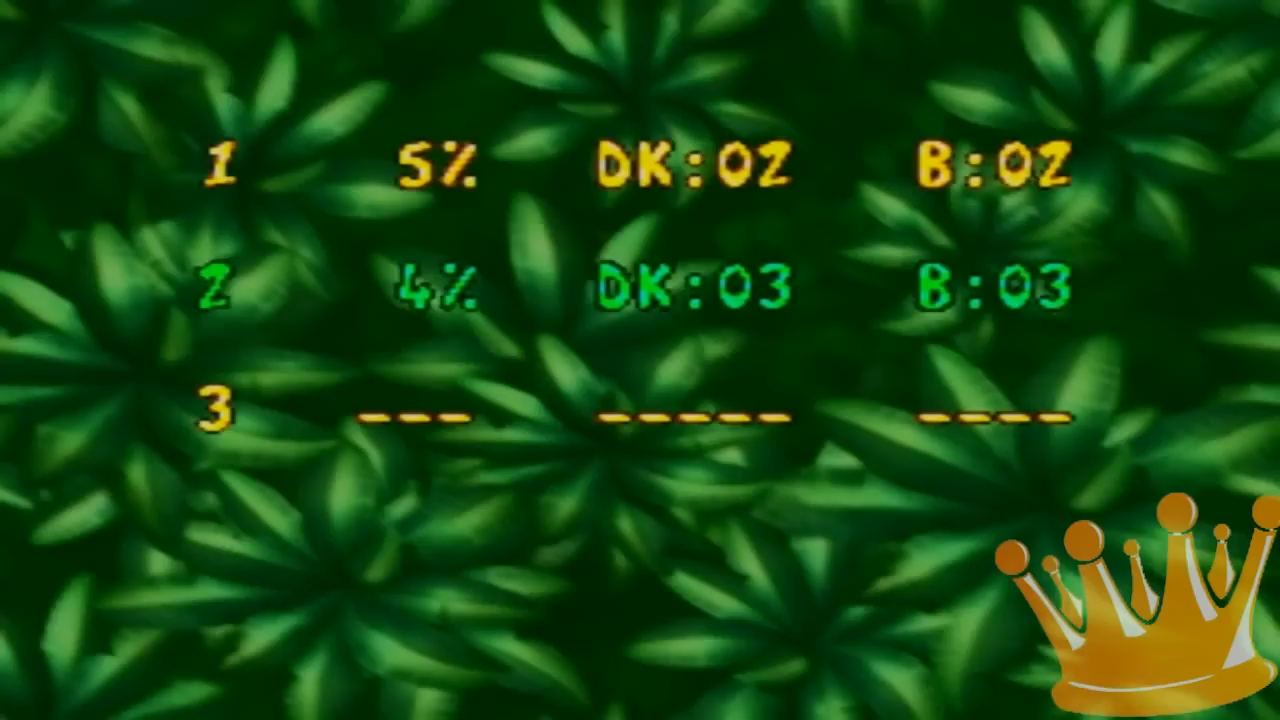 1 5% DK:02 B:02
2 4% DK:03 B:03
3 --- ----- ----